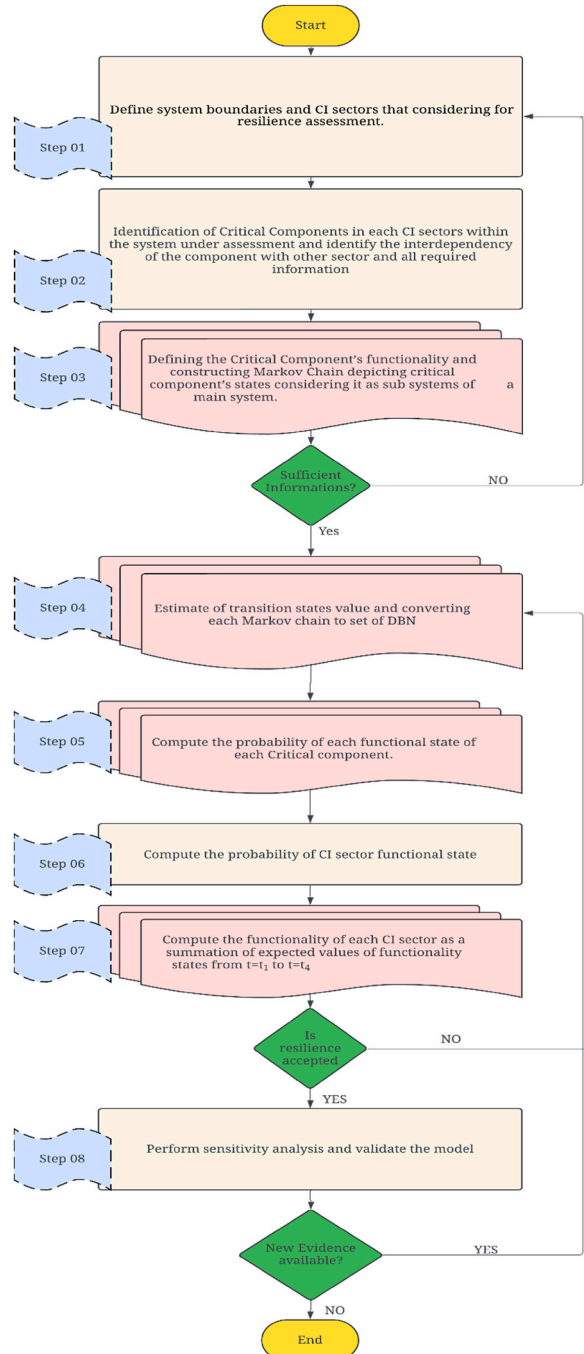 Start
Define system boundaries and CI sectors that considering for
resilience assessment.
Step 01
Identification of Critical Components in each CI sectors within
the system under assessment and identify the interdependency
of the component with other sector and all required
information
Step 02
Defining the Critical Component's functionality and
constructing Markov Chain depicting critical
component's states considering it as sub systems of a
main system.
Step 03
Sufficient
Informations?
NO
Yes
Step 04
Estimate of transition states value and converting
each Markov chain to set of DBN
Step 05
Compute the probability of each functional state of
each Critical component.
Compute the probability of CI sector functional state
Step 06
Compute the functionality of each CI sector as a
summation of expected values of functionality
states from t=t₁ to t=t₄
Step 07
Is
resilience
accepted
NO
YES
Perform sensitivity analysis and validate the model
Step 08
New Evidence
available?
YES
NO
End